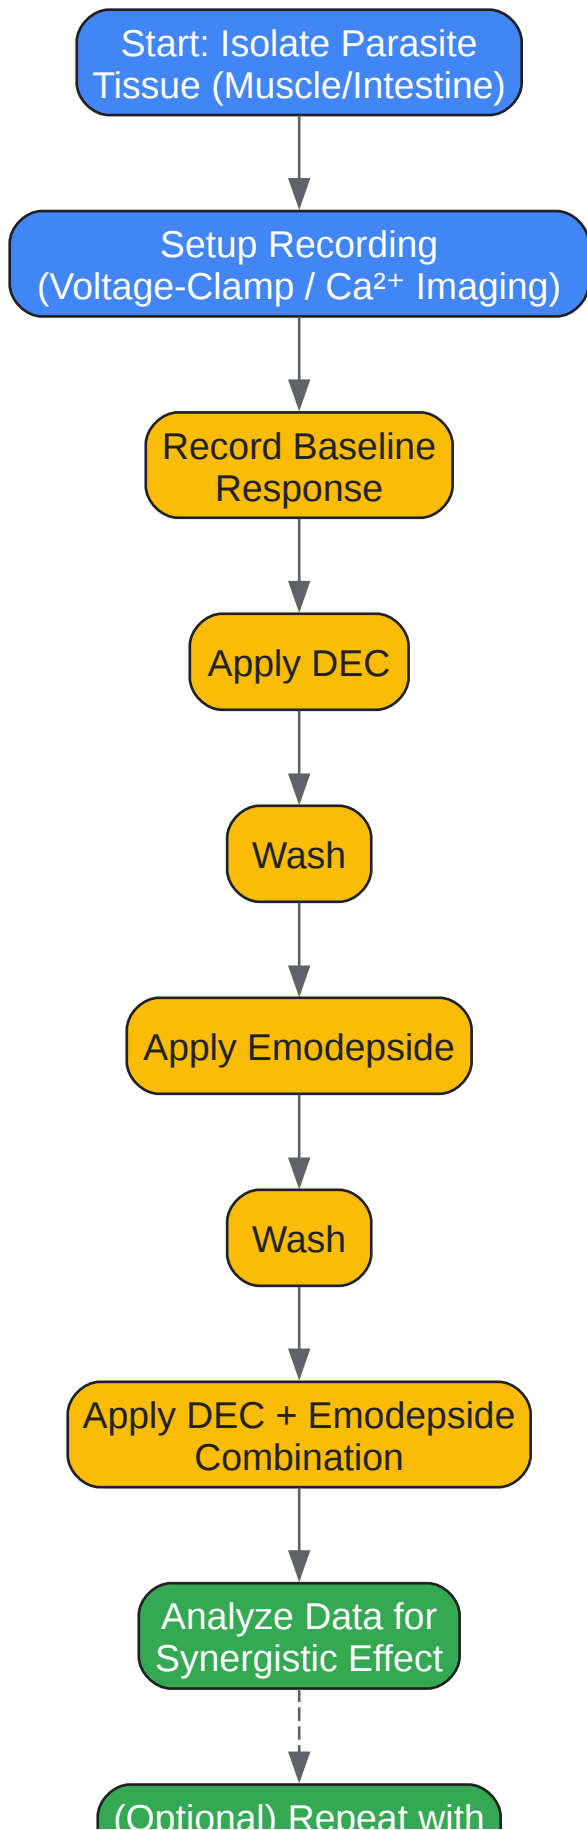 Start: Isolate Parasite
Tissue (Muscle/Intestine)
Setup Recording
(Voltage-Clamp / Ca²⁺ Imaging)
Record Baseline
Response
Apply DEC
Wash
Apply Emodepside
Wash
Apply DEC + Emodepside
Combination
Analyze Data for
Synergistic Effect
(Optional) Repeat with